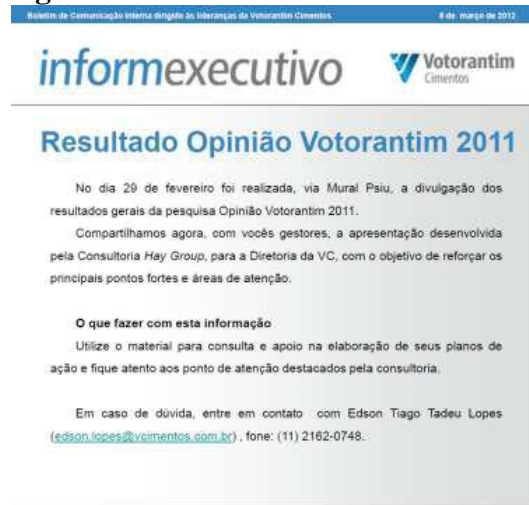 Boletim de Comunicação Interna dirigido às lideranças da Votorantim Cimentos 8 de março de 2012
informexecutivo Votorantim
Cimentos
Resultado Opinião Votorantim 2011
No dia 29 de fevereiro foi realizada, via Mural Psiu, a divulgação dos
resultados gerais da pesquisa Opinião Votorantim 2011.
Compartilhamos agora, com vocês gestores, a apresentação desenvolvida
pela Consultoria Hay Group, para a Diretoria da VC, com o objetivo de reforçar os
principais pontos fortes e áreas de atenção.
O que fazer com esta informação
Utilize o material para consulta e apoio na elaboração de seus planos de
ação e fique atento aos ponto de atenção destacados pela consultoria.
Em caso de dúvida, entre em contato com Edson Tiago Tadeu Lopes
(edson.lopes@vcimentos.com.br) , fone: (11) 2162-0748.